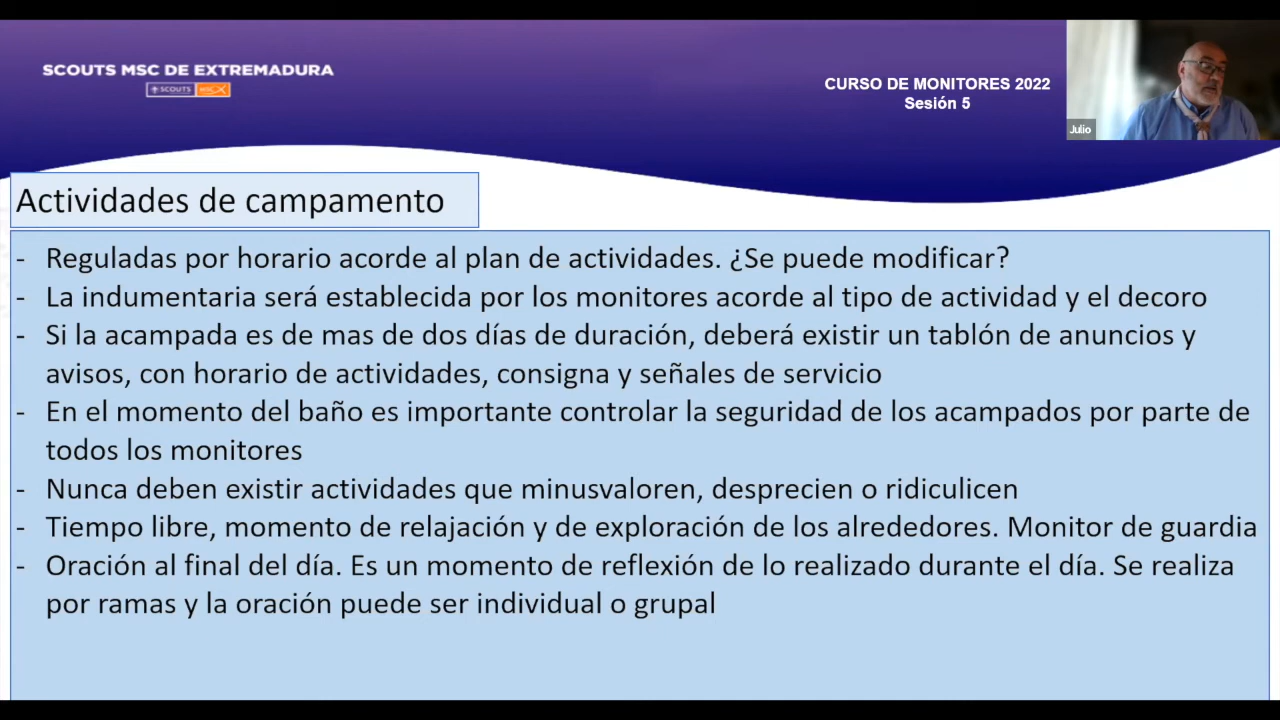 SCOUTS MSC DE EXTREMADURA
SCOUTS MSC
CURSO DE MONITORES 2022
Sesión 5
Julio
Actividades de campamento
- Reguladas por horario acorde al plan de actividades. ¿Se puede modificar?
- La indumentaria será establecida por los monitores acorde al tipo de actividad y el decoro
- Si la acampada es de mas de dos días de duración, deberá existir un tablón de anuncios y
avisos, con horario de actividades, consigna y señales de servicio
- En el momento del baño es importante controlar la seguridad de los acampados por parte de
todos los monitores
- Nunca deben existir actividades que minusvaloren, desprecien o ridiculicen
- Tiempo libre, momento de relajación y de exploración de los alrededores. Monitor de guardia
- Oración al final del día. Es un momento de reflexión de lo realizado durante el día. Se realiza
por ramas y la oración puede ser individual o grupal